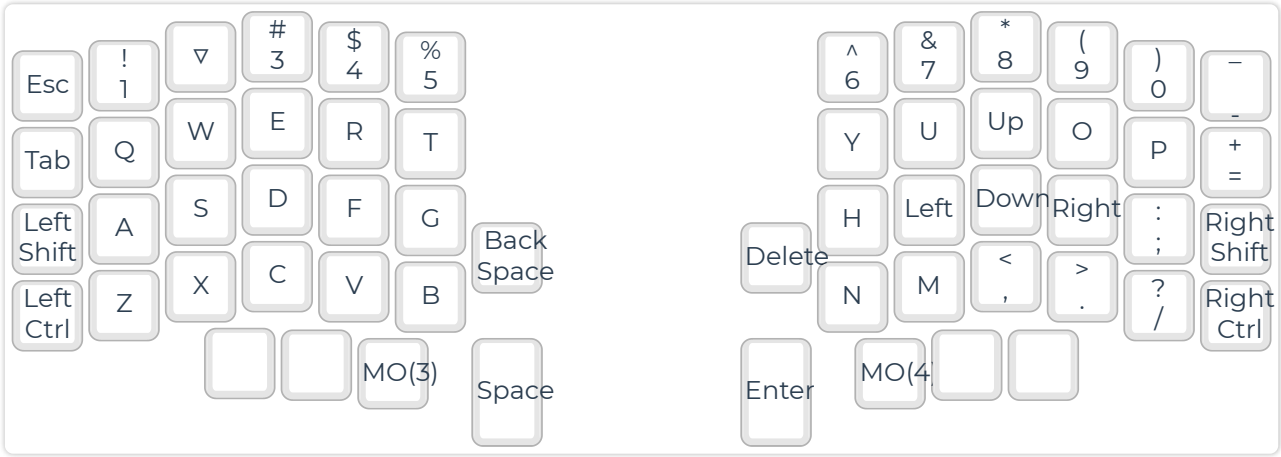 Esc
!
1
▽
#
3
$
4
%
5
^
6
&
7
*
8
(
9
)
0
_
-
Tab
Q
W
E
R
T
Y
U
Up
O
P
+
=
Left
Shift
A
S
D
F
G
H
Left
Down
Right
:
;
Right
Shift
Left
Ctrl
Z
X
C
V
B
Back
Space
Delete
N
M
<
,
>
.
?
/
Right
Ctrl
MO(3)
Space
Enter
MO(4)